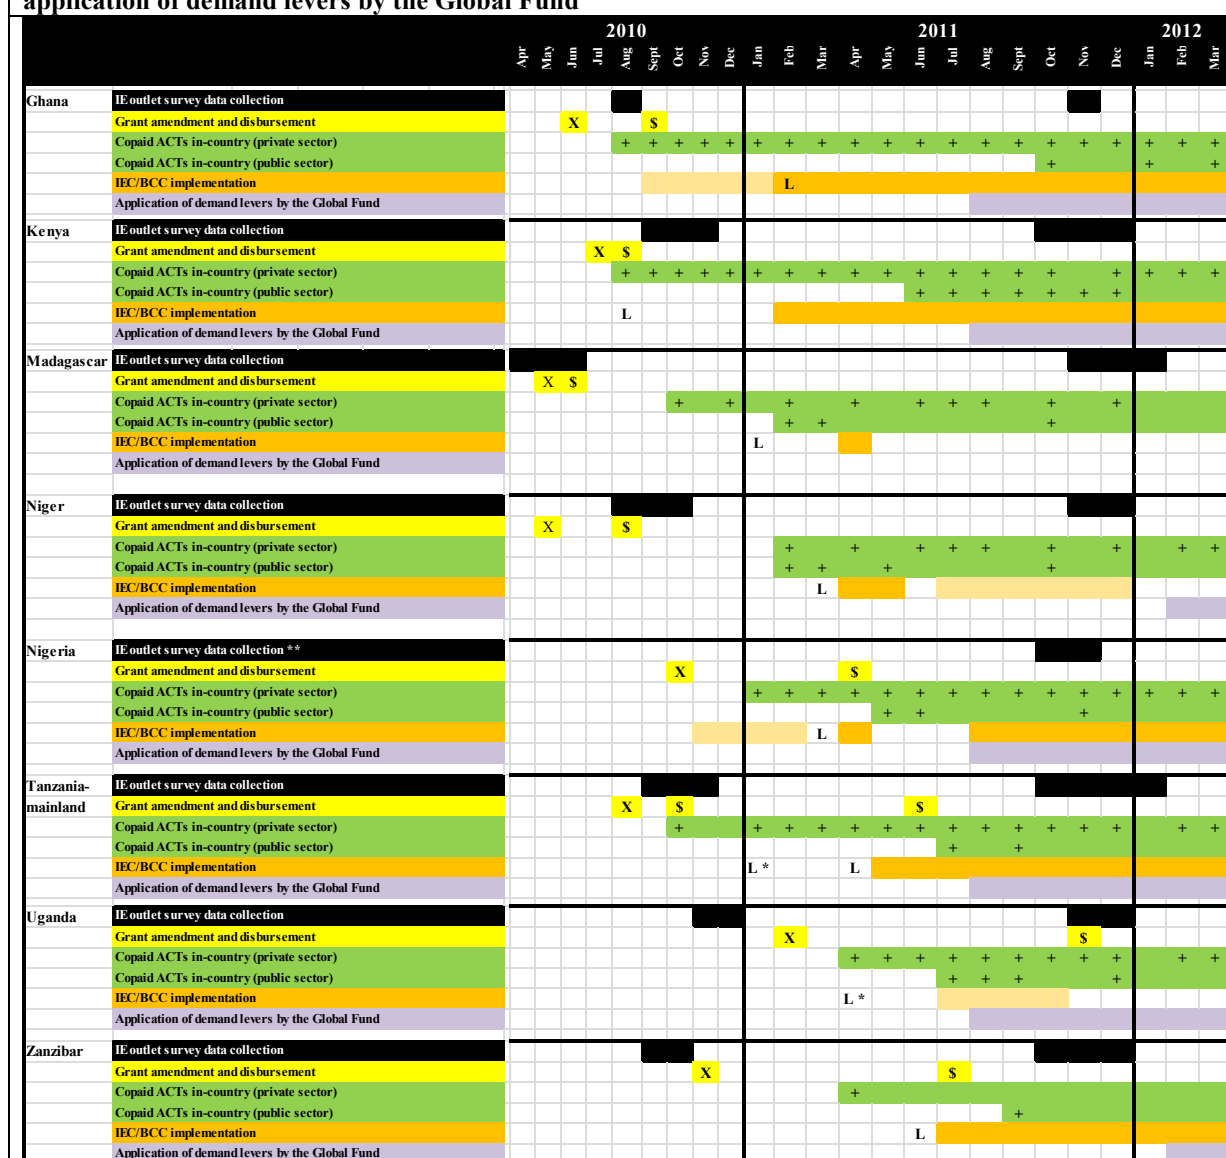 application of demand levers by the Global Fund
2010 2011 2012
Apr May Jun Jul Aug Sept Oct Nov Dec Jan Feb Mar Apr May Jun Jul Aug Sept Oct Nov Dec Jan Feb Mar
Ghana IE outlet survey data collection
Grant amendment and disbursement X $
Copaid ACTs in-country (private sector) + + + + + + + + + + + + + + + + + + + +
Copaid ACTs in-country (public sector) + + +
IEC/BCC implementation L
Application of demand levers by the Global Fund
Kenya IE outlet survey data collection
Grant amendment and disbursement X $
Copaid ACTs in-country (private sector) + + + + + + + + + + + + + + + + + + +
Copaid ACTs in-country (public sector) + + + + + + +
IEC/BCC implementation L
Application of demand levers by the Global Fund
Madagascar IE outlet survey data collection
Grant amendment and disbursement X $
Copaid ACTs in-country (private sector) + + + + + + + + +
Copaid ACTs in-country (public sector) + + +
IEC/BCC implementation L
Application of demand levers by the Global Fund
Niger IE outlet survey data collection
Grant amendment and disbursement X $
Copaid ACTs in-country (private sector) + + + + + + + + +
Copaid ACTs in-country (public sector) + + + +
IEC/BCC implementation L
Application of demand levers by the Global Fund
Nigeria IE outlet survey data collection **
Grant amendment and disbursement X $
Copaid ACTs in-country (private sector) + + + + + + + + + + + + + + +
Copaid ACTs in-country (public sector) + + +
IEC/BCC implementation L
Application of demand levers by the Global Fund
Tanzania- IE outlet survey data collection
mainland Grant amendment and disbursement X $ $
Copaid ACTs in-country (private sector) + + + + + + + + + + + + + + +
Copaid ACTs in-country (public sector) + +
IEC/BCC implementation L * L
Application of demand levers by the Global Fund
Uganda IE outlet survey data collection
Grant amendment and disbursement X $
Copaid ACTs in-country (private sector) + + + + + + + + + + +
Copaid ACTs in-country (public sector) + + + +
IEC/BCC implementation L *
Application of demand levers by the Global Fund
Zanzibar IE outlet survey data collection
Grant amendment and disbursement X $
Copaid ACTs in-country (private sector) +
Copaid ACTs in-country (public sector) +
IEC/BCC implementation L
Application of demand levers by the Global Fund